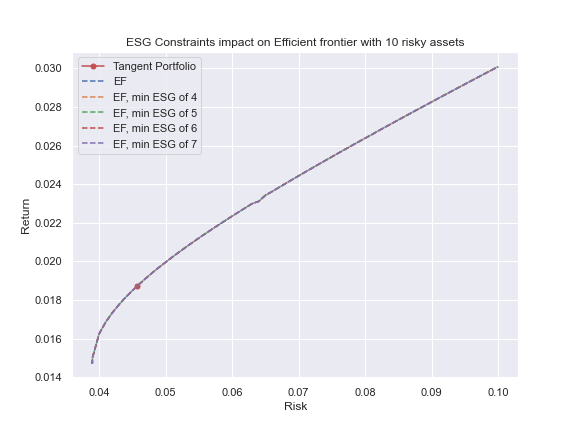 ESG Constraints impact on Efficient frontier with 10 risky assets
Tangent Portfolio
EF
EF, min ESG of 4
EF, min ESG of 5
EF, min ESG of 6
EF, min ESG of 7
Return
0.030
0.028
0.026
0.024
0.022
0.020
0.018
0.016
0.014
0.04 0.05 0.06 0.07 0.08 0.09 0.10
Risk